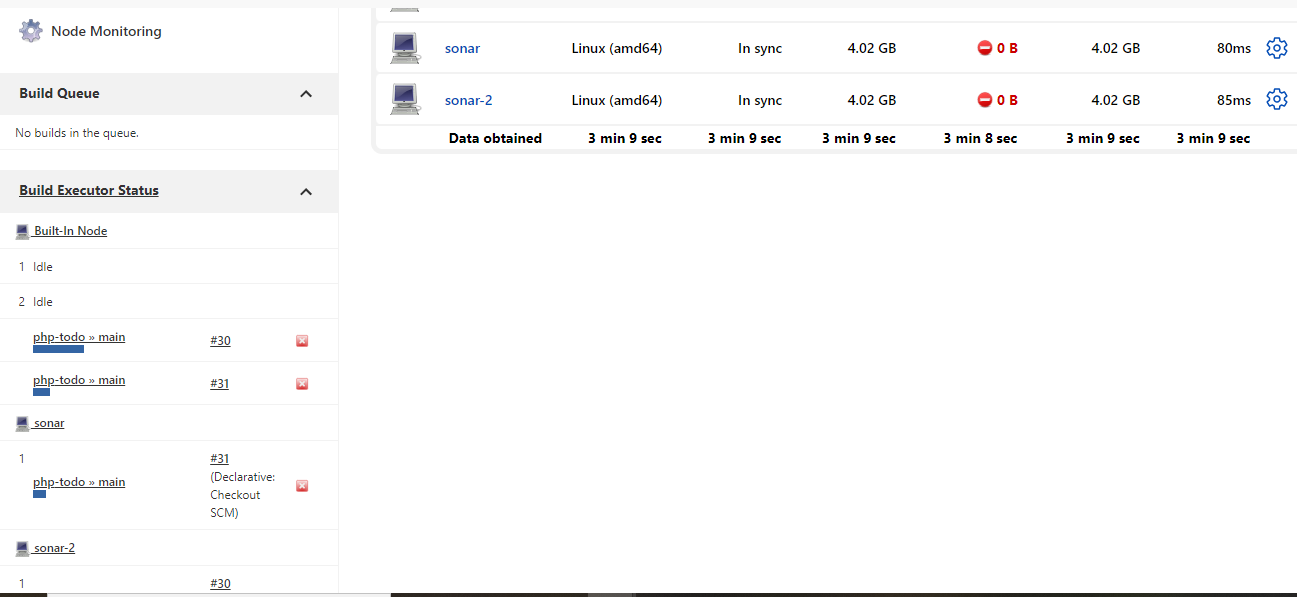 Node Monitoring
Build Queue
No builds in the queue.
Build Executor Status
Built-In Node
1 Idle
2 Idle
php-todo » main #30
php-todo » main #31
sonar
1 #31
(Declarative:
php-todo » main
Checkout
SCM)
sonar-2
1 #30
sonar Linux (amd64) In sync 4.02 GB 0 B 4.02 GB 80ms
sonar-2 Linux (amd64) In sync 4.02 GB 0 B 4.02 GB 85ms
Data obtained 3 min 9 sec 3 min 9 sec 3 min 9 sec 3 min 8 sec 3 min 9 sec 3 min 9 sec